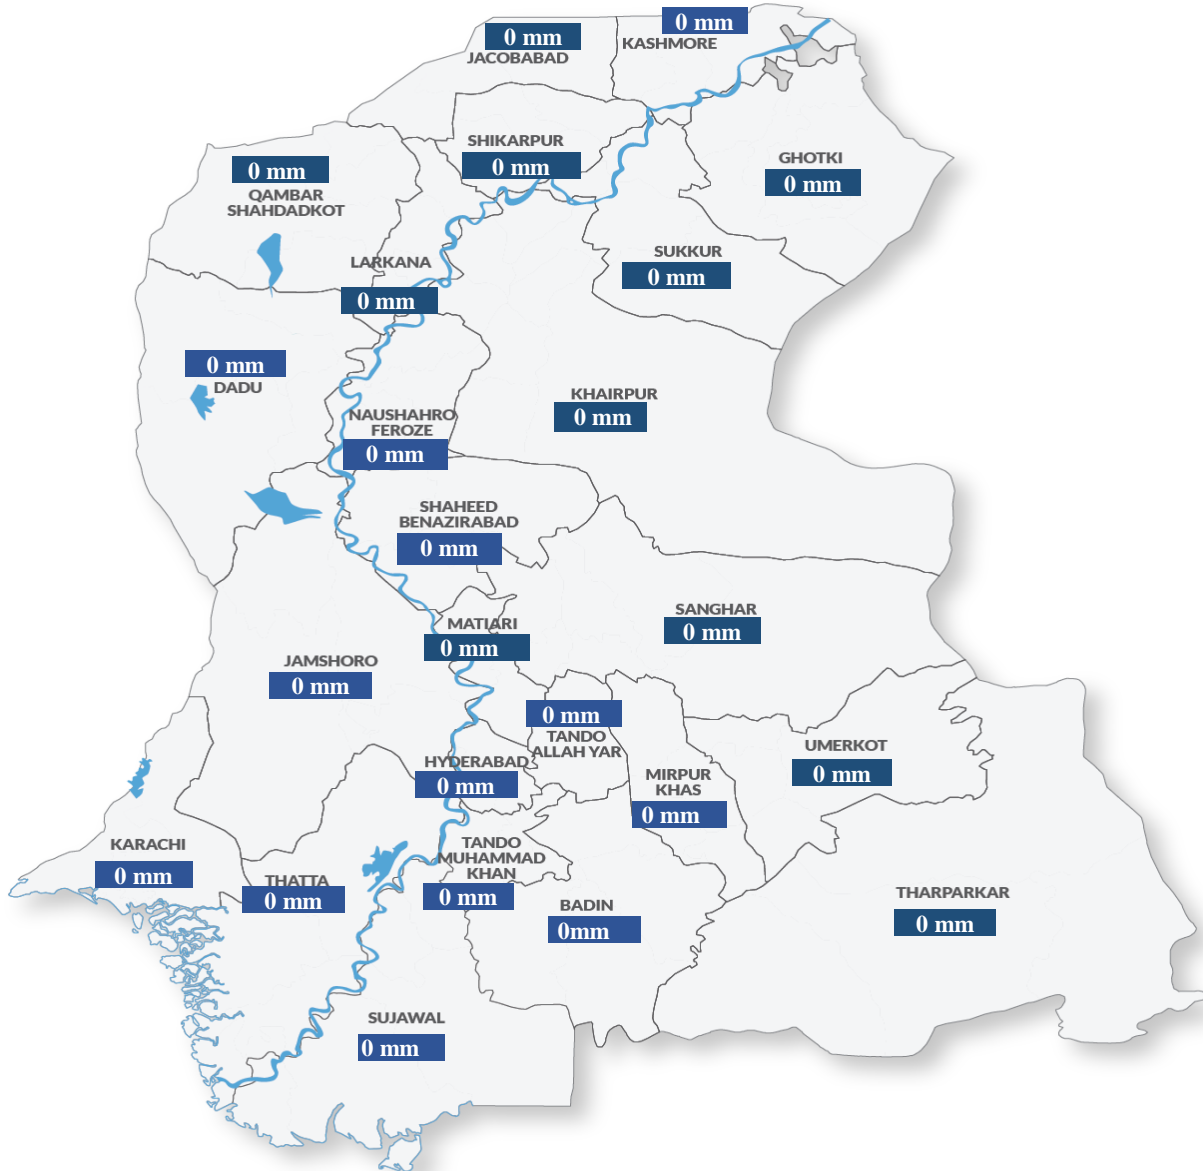 0 mm
KASHMORE
0 mm
JACOBABAD
SHIKARPUR
0 mm
GHOTKI
0 mm
0 mm
QAMBAR
SHAHDADKOT
SUKKUR
0 mm
LARKANA
0 mm
0 mm
DADU
KHAIRPUR
0 mm
NAUSHAHRO
FEROZE
0 mm
SHAHEED
BENAZIRABAD
0 mm
SANGHAR
0 mm
MATIARI
0 mm
JAMSHORO
0 mm
0 mm
TANDO
ALLAH YAR
UMERKOT
0 mm
HYDERABAD
0 mm
MIRPUR
KHAS
0 mm
KARACHI
0 mm
THATTA
0 mm
TANDO
MUHAMMAD
KHAN
0 mm
BADIN
0mm
THARPARKAR
0 mm
SUJAWAL
0 mm